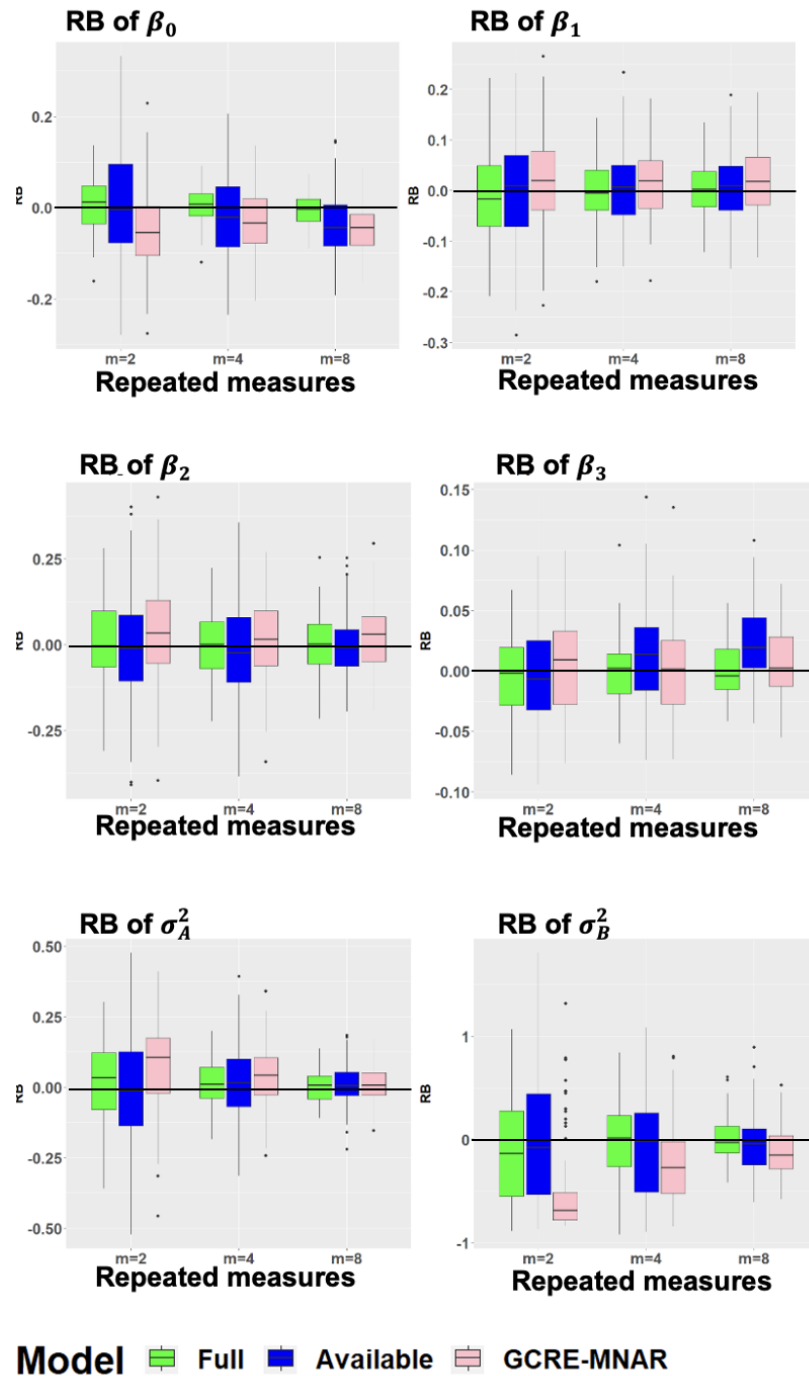 RB of β₀
RB of β₁
0.2
0.0
-0.2
RB
m=2 m=4 m=8
Repeated measures
0.2
0.1
0.0
-0.1
-0.2
-0.3
RB
m=2 m=4 m=8
Repeated measures
RB of β₂
RB of β₃
0.25
0.00
-0.25
RB
m=2 m=4 m=8
Repeated measures
0.15
0.10
0.05
0.00
-0.05
-0.10
RB
m=2 m=4 m=8
Repeated measures
RB of σ²_A
RB of σ²_B
0.50
0.25
0.00
-0.25
-0.50
RB
m=2 m=4 m=8
Repeated measures
1
0
-1
RB
m=2 m=4 m=8
Repeated measures
Model Full Available GCRE-MNAR